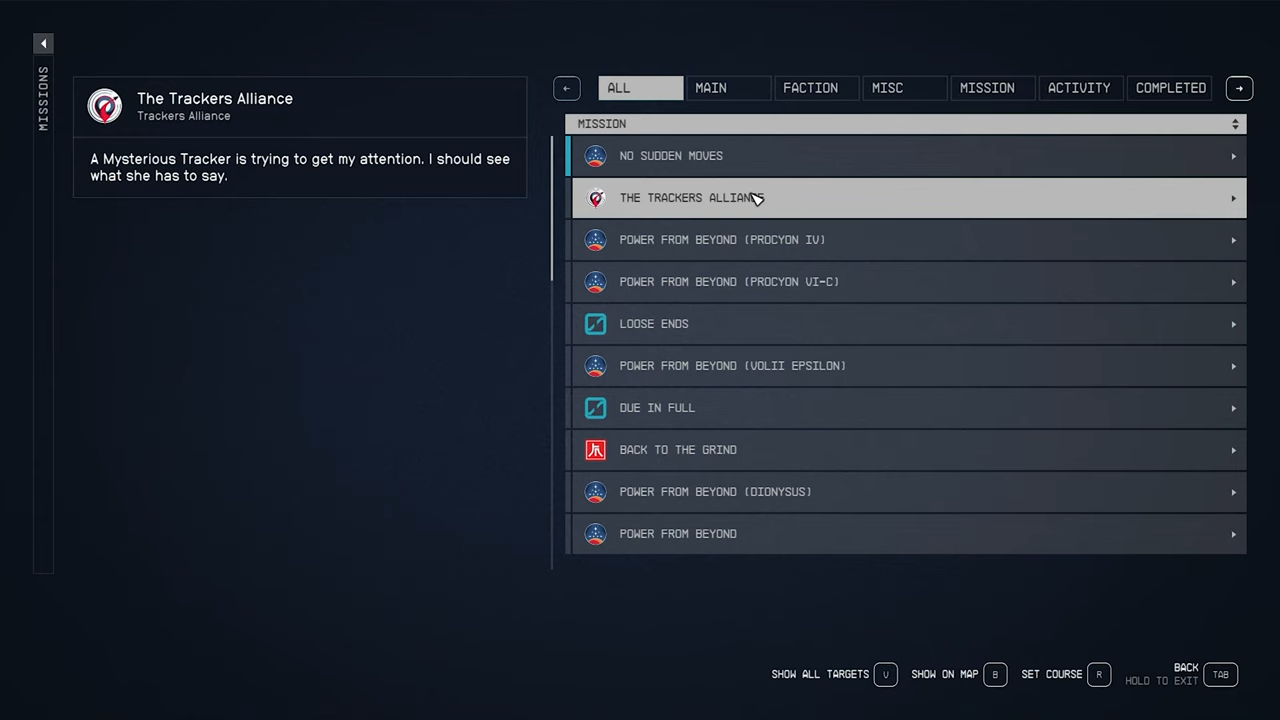 MISSIONS
The Trackers Alliance
Trackers Alliance
A Mysterious Tracker is trying to get my attention. I should see
what she has to say.
ALL
MAIN
FACTION
MISC
MISSION
ACTIVITY
COMPLETED
MISSION
NO SUDDEN MOVES
THE TRACKERS ALLIANCE
POWER FROM BEYOND (PROCYON IV)
POWER FROM BEYOND (PROCYON VI-C)
LOOSE ENDS
POWER FROM BEYOND (VOLII EPSILON)
DUE IN FULL
BACK TO THE GRIND
POWER FROM BEYOND (DIONYSUS)
POWER FROM BEYOND
SHOW ALL TARGETS V
SHOW ON MAP B
SET COURSE R
BACK
HOLD TO EXIT
TAB